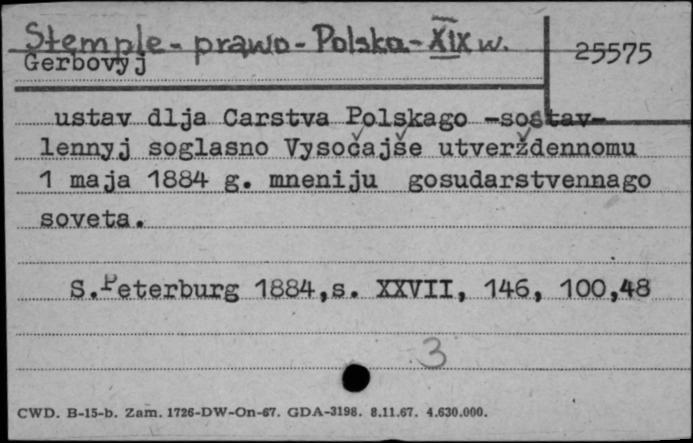 Stemple - prawo - Polska - XIX w.
25575
Gerbovyj
ustav dlja Carstva Polskago -sostav-
lennyj soglasno Vysočajše utverždennomu
1 maja 1884 g. mneniju gosudarstvennago
soveta.
S.Peterburg 1884,s. XXVII, 146, 100,48
3
CWD. B-15-b. Zam. 1726-DW-On-67. GDA-3198. 8.11.67. 4.630.000.